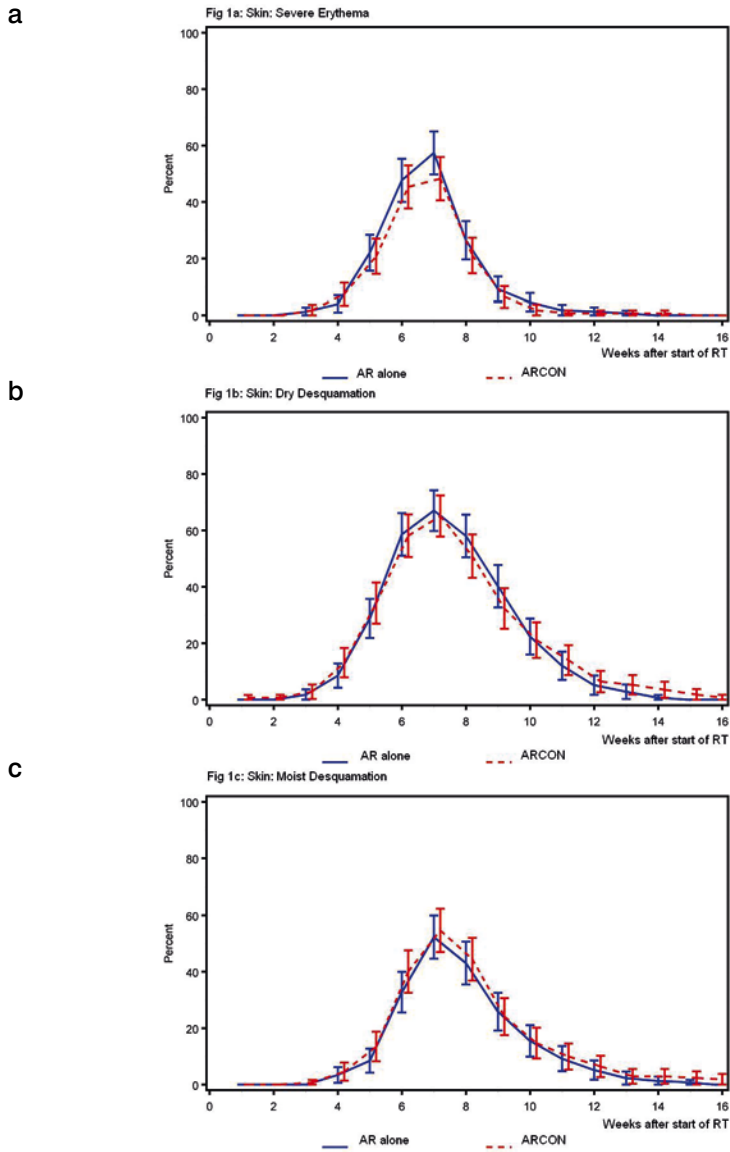 a
Fig 1a: Skin: Severe Erythema
100
80
60
40
20
0
Percent
0 2 4 6 8 10 12 14 16
Weeks after start of RT
AR alone ARCON
b
Fig 1b: Skin: Dry Desquamation
100
80
60
40
20
0
Percent
0 2 4 6 8 10 12 14 16
Weeks after start of RT
AR alone ARCON
c
Fig 1c: Skin: Moist Desquamation
100
80
60
40
20
0
Percent
0 2 4 6 8 10 12 14 16
Weeks after start of RT
AR alone ARCON